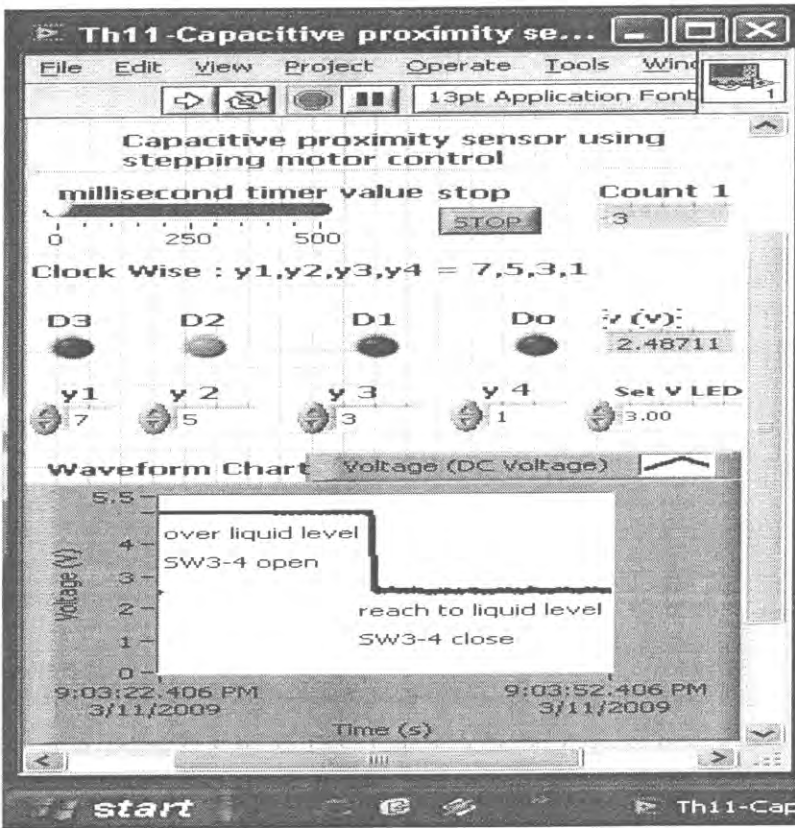 Th11-Capacitive proximity se...
File Edit View Project Operate Tools Wind
13pt Application Font
1
Capacitive proximity sensor using
stepping motor control
millisecond timer value stop Count 1
STOP 3
0 250 500
Clock Wise : y1,y2,y3,y4 = 7,5,3,1
D3 D2 D1 Do v (v)
2.48711
y1 y 2 y 3 y 4 Set V LED
7 5 3 1 3.00
Waveform Chart Voltage (DC Voltage)
5.5
4
3
2
1
0
Voltage (V)
over liquid level
SW3-4 open
reach to liquid level
SW3-4 close
9:03:22.406 PM 9:03:52.406 PM
3/11/2009 3/11/2009
Time (s)
start Th11-Cap